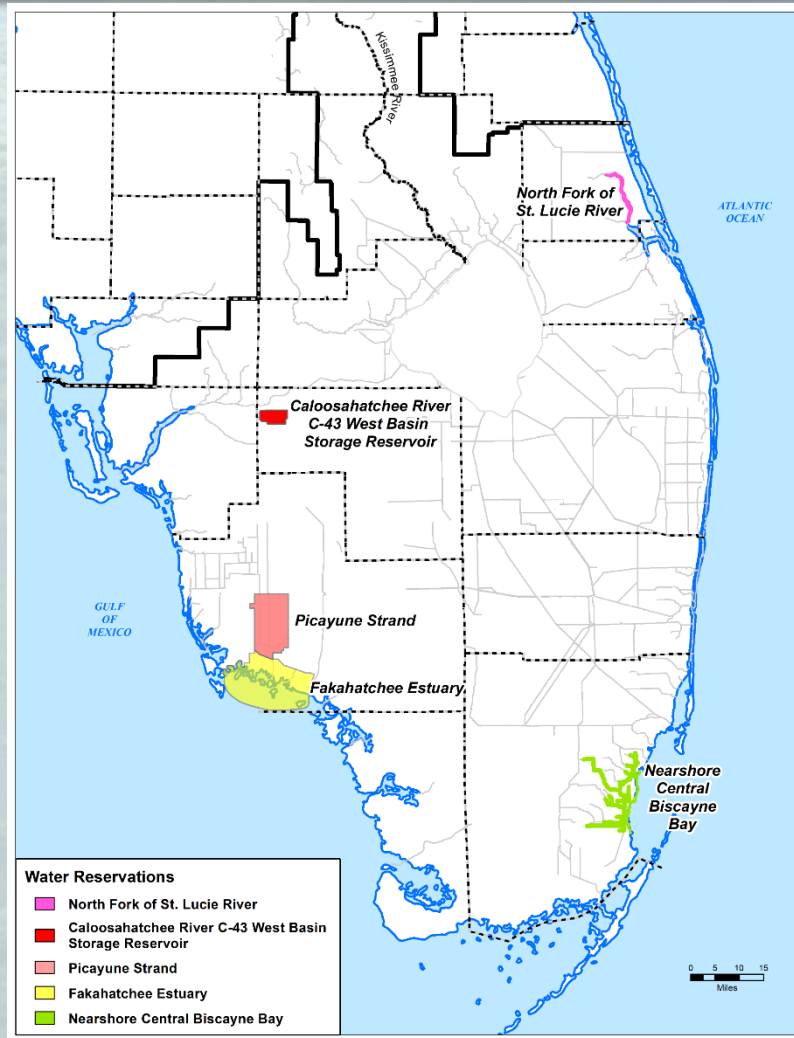 Kissimmee River
North Fork of
St. Lucie River
ATLANTIC
OCEAN
Caloosahatchee River
C-43 West Basin
Storage Reservoir
GULF
OF
MEXICO
Picayune Strand
Fakahatchee Estuary
Nearshore
Central
Biscayne
Bay
Water Reservations
North Fork of St. Lucie River
Caloosahatchee River C-43 West Basin
Storage Reservoir
Picayune Strand
Fakahatchee Estuary
Nearshore Central Biscayne Bay
0 5 10 15
Miles